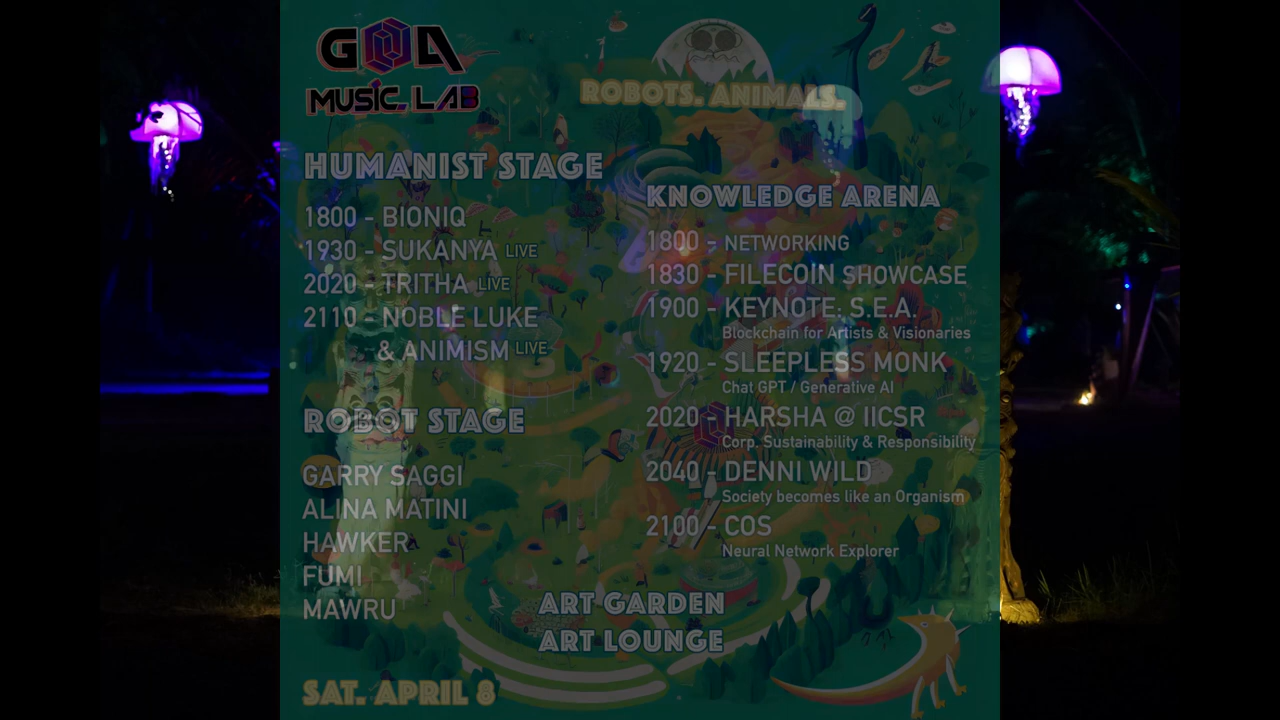 GOA
MUSIC LAB
ROBOTS. ANIMALS.
HUMANIST STAGE
1800 - BIONIQ
1930 - SUKANYA LIVE
2020 - TRITHA LIVE
2110 - NOBLE LUKE
& ANIMISM LIVE
ROBOT STAGE
GARRY SAGGI
ALINA MATINI
HAWKER
FUMI
MAWRU
KNOWLEDGE ARENA
1800 - NETWORKING
1830 - FILECOIN SHOWCASE
1900 - KEYNOTE: S.E.A.
Blockchain for Artists & Visionaries
1920 - SLEEPLESS MONK
Chat GPT / Generative AI
2020 - HARSHA @ IICSR
Corp. Sustainability & Responsibility
2040 - DENNI WILD
Society becomes like an Organism
2100 - COS
Neural Network Explorer
ART GARDEN
ART LOUNGE
SAT. APRIL 8